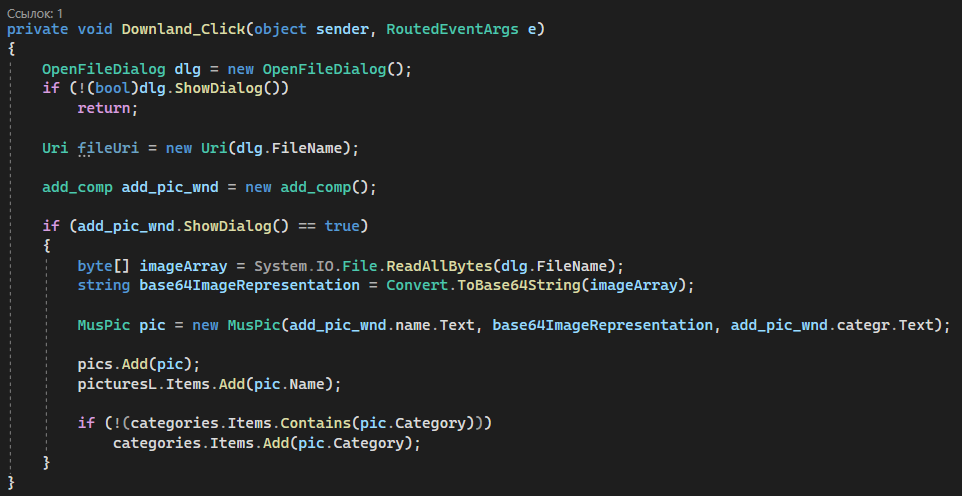 Ссылок: 1
private void Downland_Click(object sender, RoutedEventArgs e)
{
    OpenFileDialog dlg = new OpenFileDialog();
    if (!(bool)dlg.ShowDialog())
        return;

    Uri fileUri = new Uri(dlg.FileName);

    add_comp add_pic_wnd = new add_comp();

    if (add_pic_wnd.ShowDialog() == true)
    {
        byte[] imageArray = System.IO.File.ReadAllBytes(dlg.FileName);
        string base64ImageRepresentation = Convert.ToBase64String(imageArray);

        MusPic pic = new MusPic(add_pic_wnd.name.Text, base64ImageRepresentation, add_pic_wnd.categr.Text);

        pics.Add(pic);
        picturesL.Items.Add(pic.Name);

        if (!(categories.Items.Contains(pic.Category)))
            categories.Items.Add(pic.Category);
    }
}